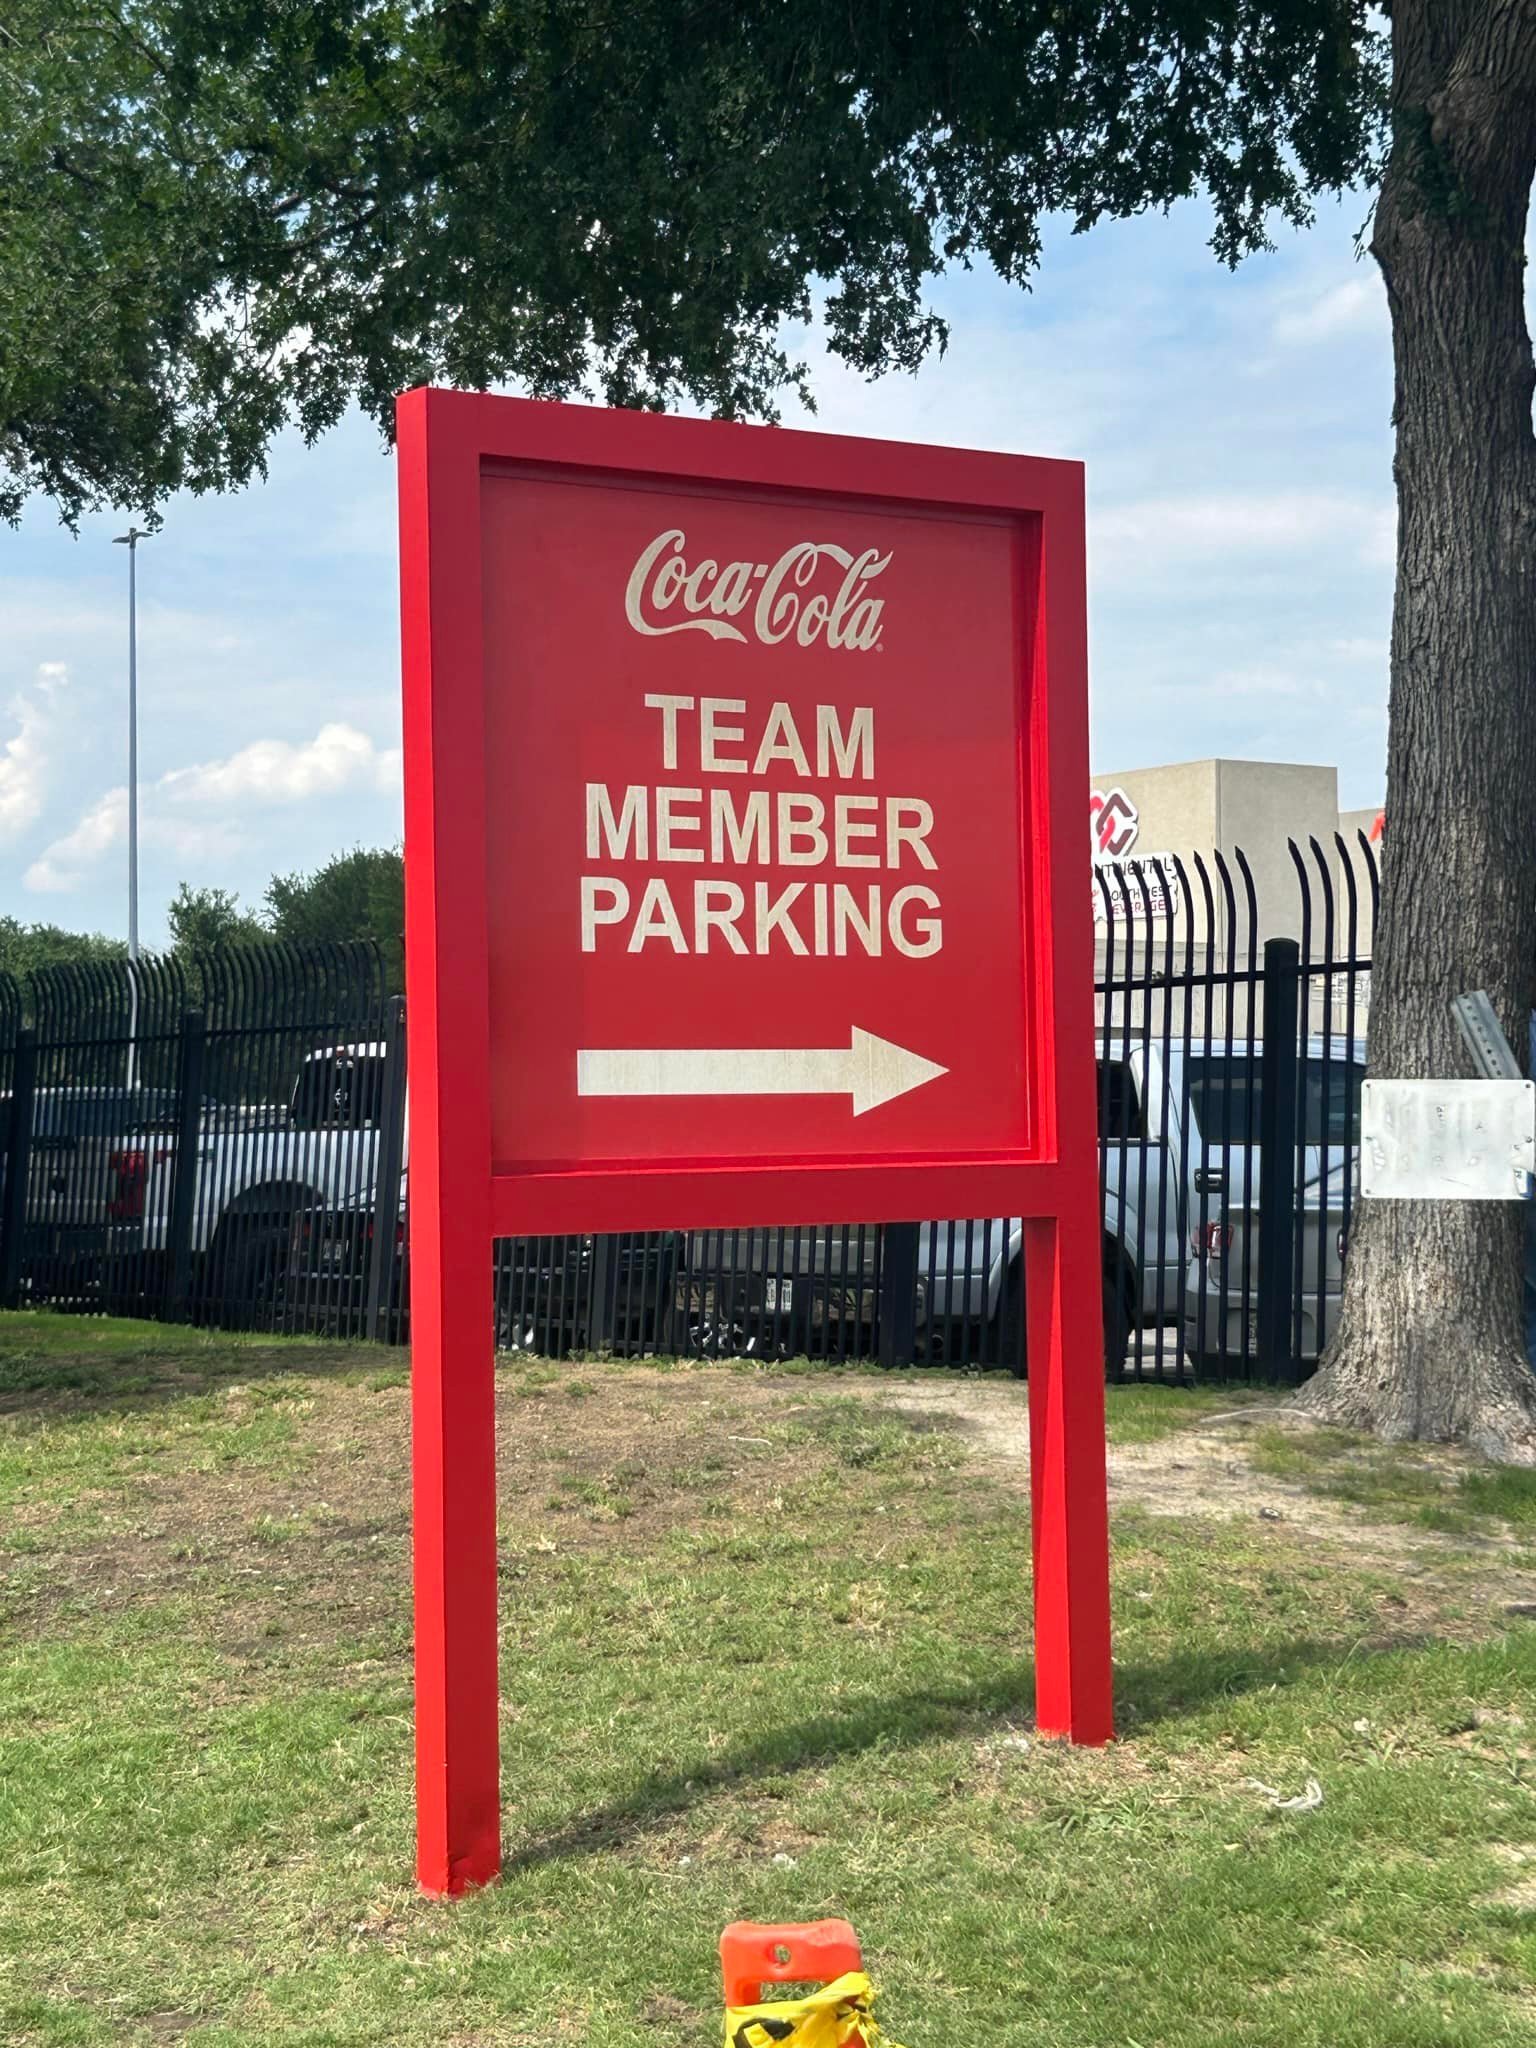 Coca-Cola
TEAM
MEMBER
PARKING